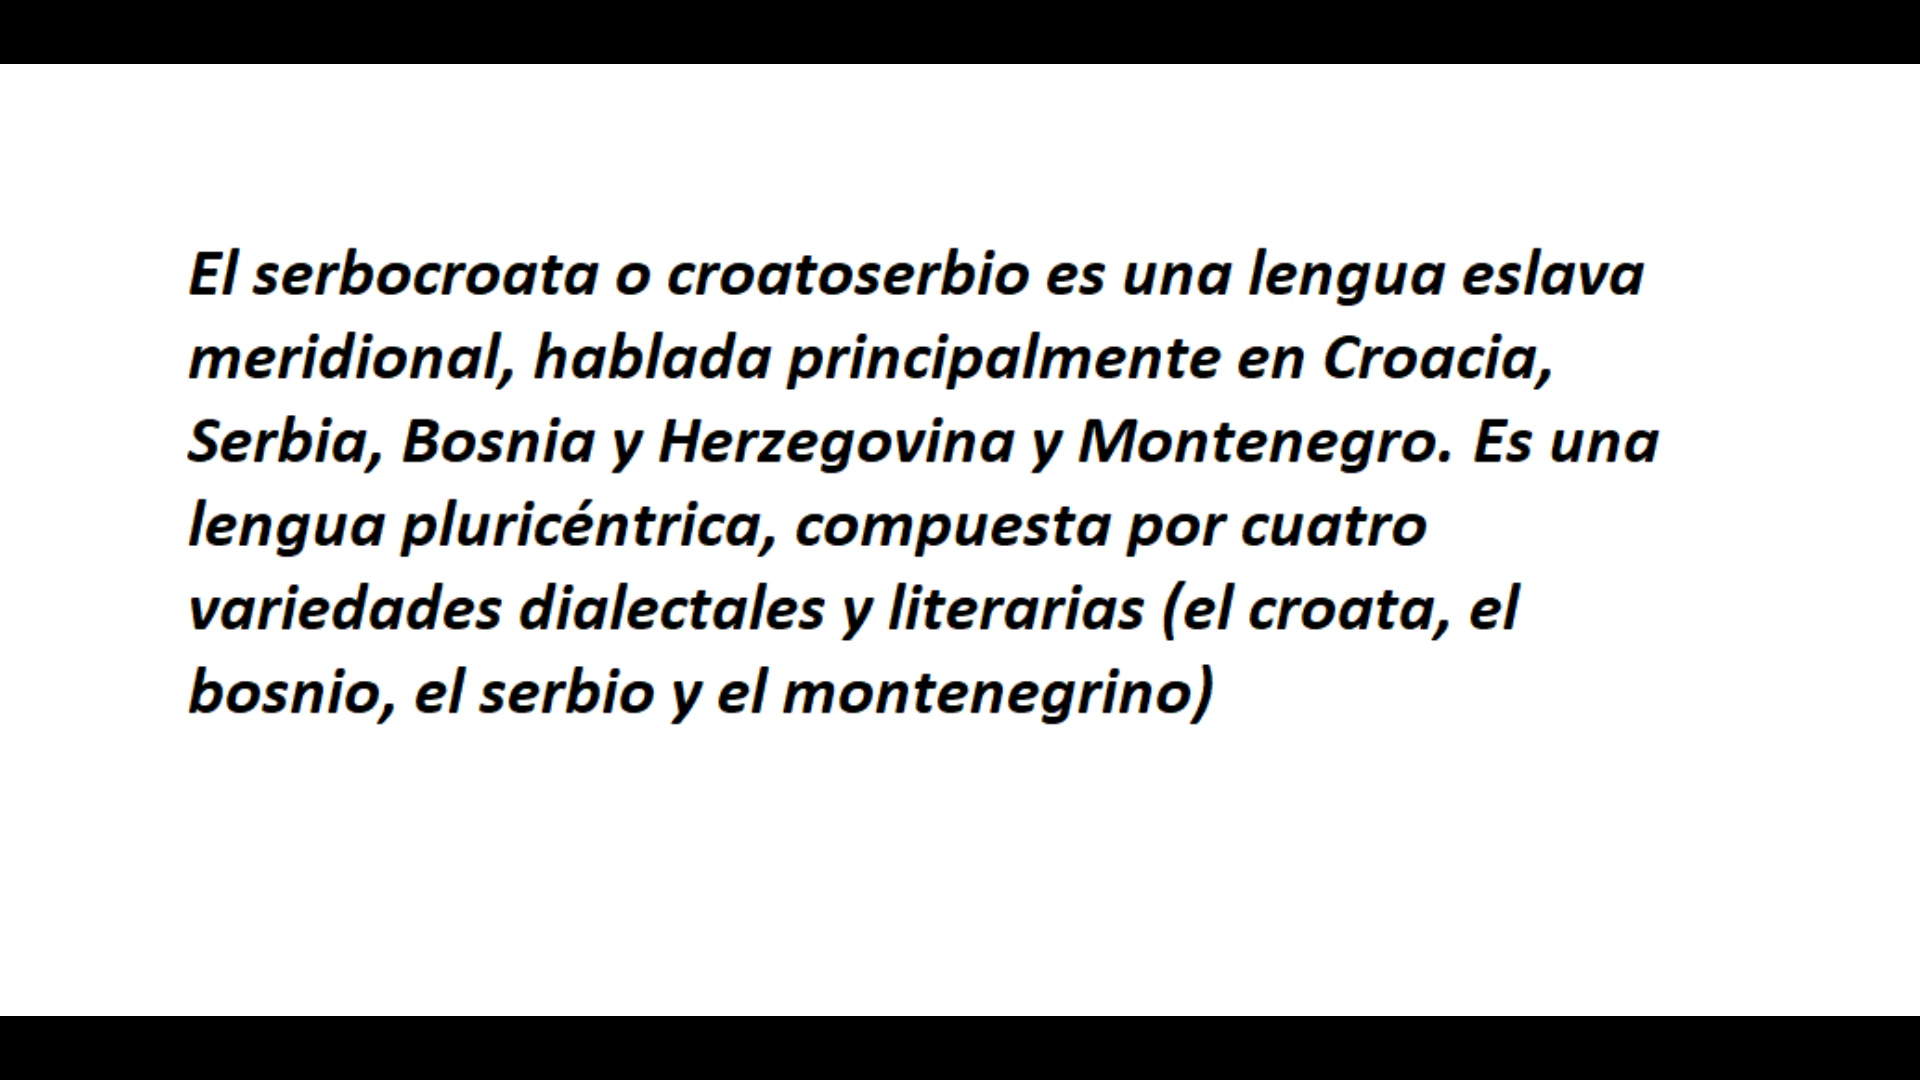 El serbocroata o croatoserbio es una lengua eslava
meridional, hablada principalmente en Croacia,
Serbia, Bosnia y Herzegovina y Montenegro. Es una
lengua pluricéntrica, compuesta por cuatro
variedades dialectales y literarias (el croata, el
bosnio, el serbio y el montenegrino)